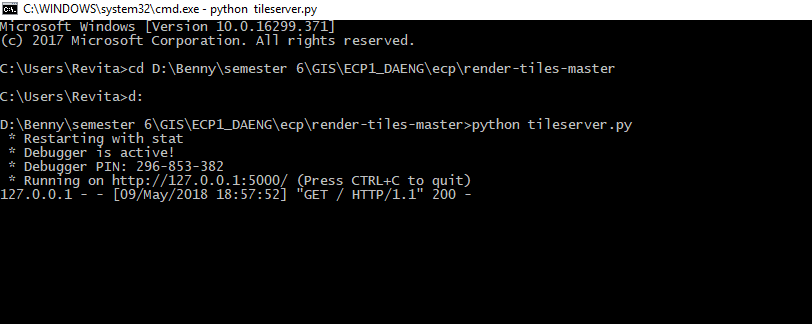 C:\WINDOWS\system32\cmd.exe - python  tileserver.py
Microsoft Windows [Version 10.0.16299.371]
(c) 2017 Microsoft Corporation. All rights reserved.
C:\Users\Revita>cd D:\Benny\semester 6\GIS\ECP1_DAENG\ecp\render-tiles-master
C:\Users\Revita>d:
D:\Benny\semester 6\GIS\ECP1_DAENG\ecp\render-tiles-master>python tileserver.py
 * Restarting with stat
 * Debugger is active!
 * Debugger PIN: 296-853-382
 * Running on http://127.0.0.1:5000/ (Press CTRL+C to quit)
127.0.0.1 - - [09/May/2018 18:57:52] "GET / HTTP/1.1" 200 -